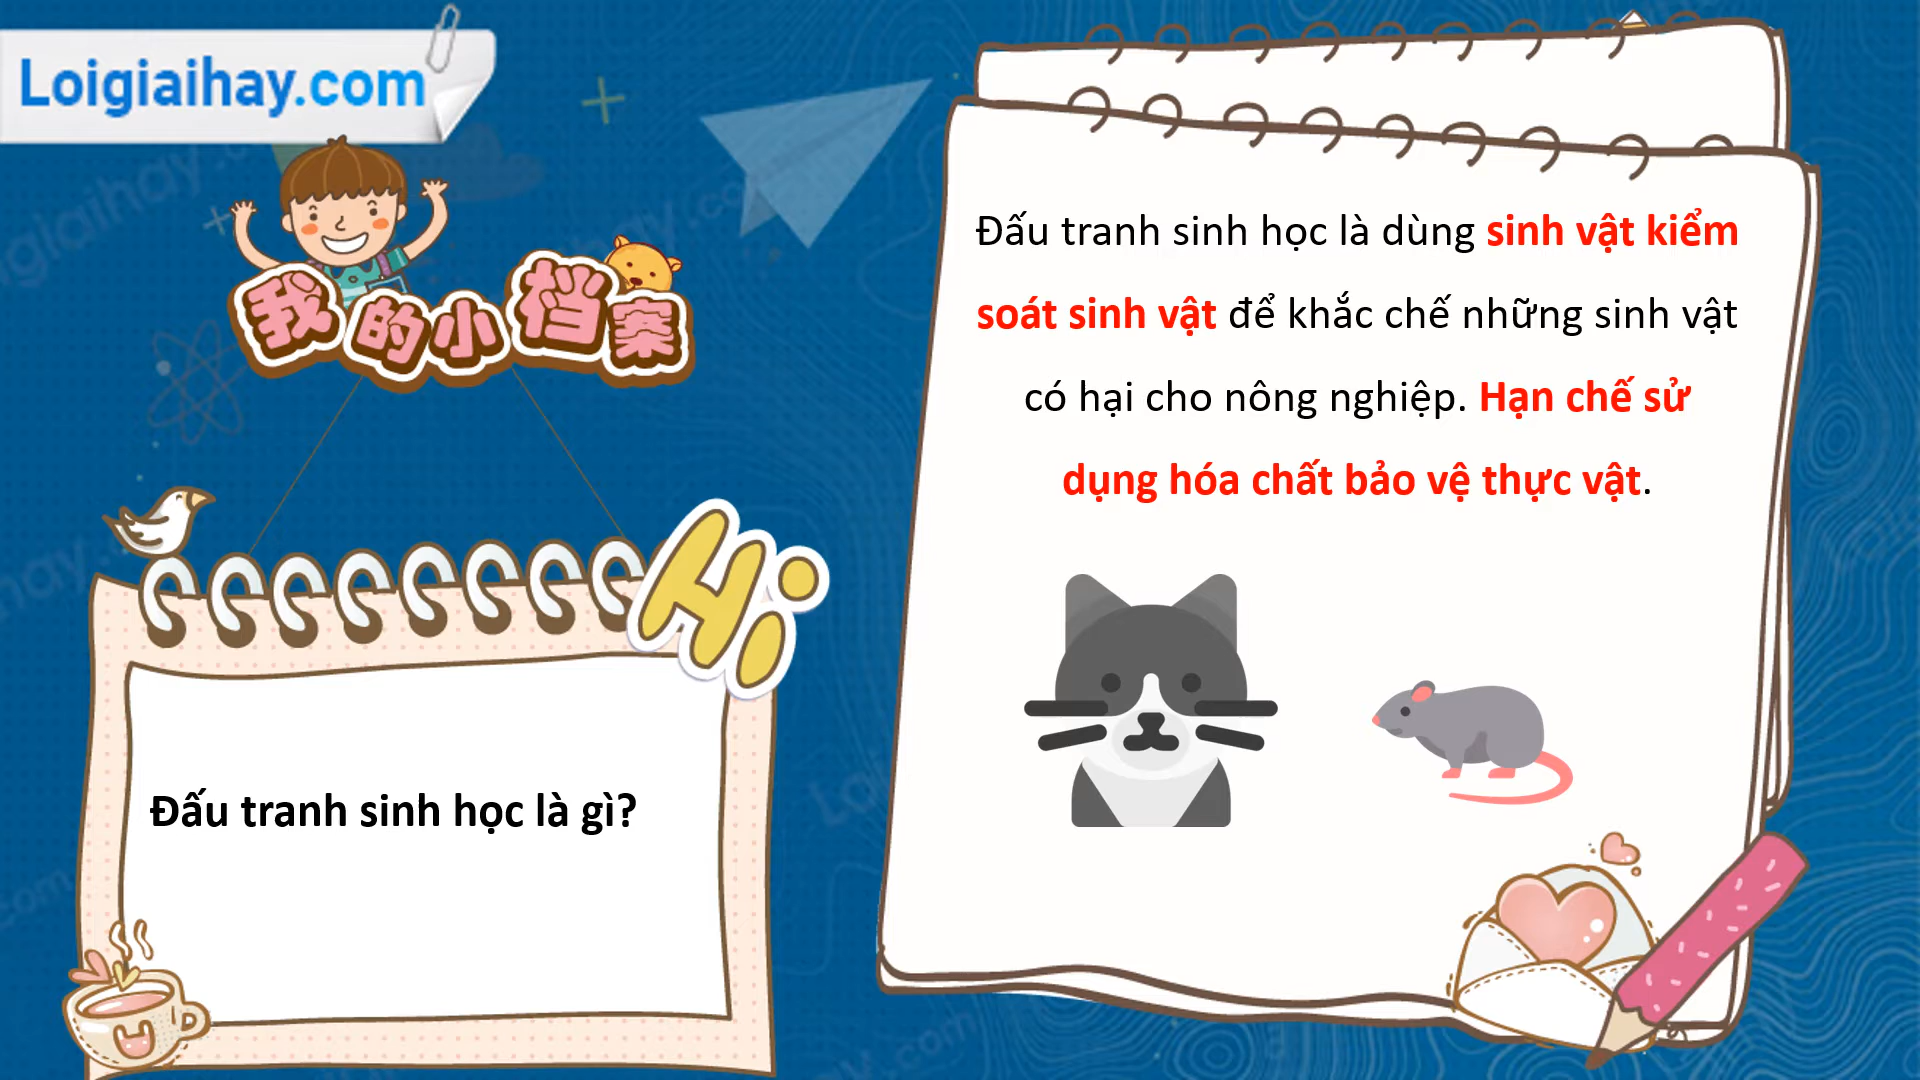 Loigiaihay.com
我的小档案
Hi
Đấu tranh sinh học là gì?
Đấu tranh sinh học là dùng sinh vật kiểm
soát sinh vật để khắc chế những sinh vật
có hại cho nông nghiệp. Hạn chế sử
dụng hóa chất bảo vệ thực vật.